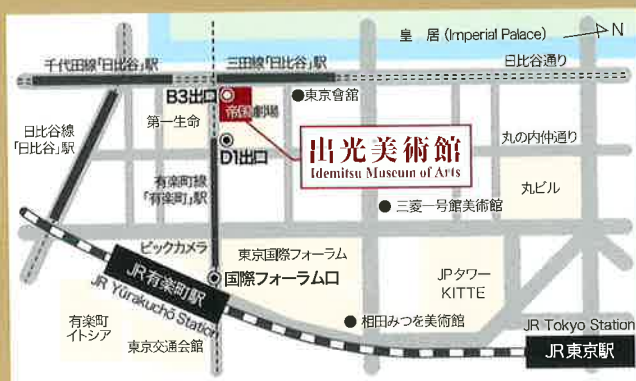 皇 居 (Imperial Palace)
N
千代田線「日比谷」駅
三田線「日比谷」駅
日比谷通り
B3出口
帝国劇場
●東京會舘
第一生命
日比谷線
「日比谷」駅
D1出口
出光美術館
Idemitsu Museum of Arts
丸の内仲通り
有楽町線
「有楽町」駅
丸ビル
● 三菱一号館美術館
ビックカメラ
東京国際フォーラム
国際フォーラム口
JPタワー
KITTE
JR有楽町駅
JR Yūrakuchō Station
有楽町
イトシア
東京交通会館
● 相田みつを美術館
JR Tokyo Station
JR東京駅